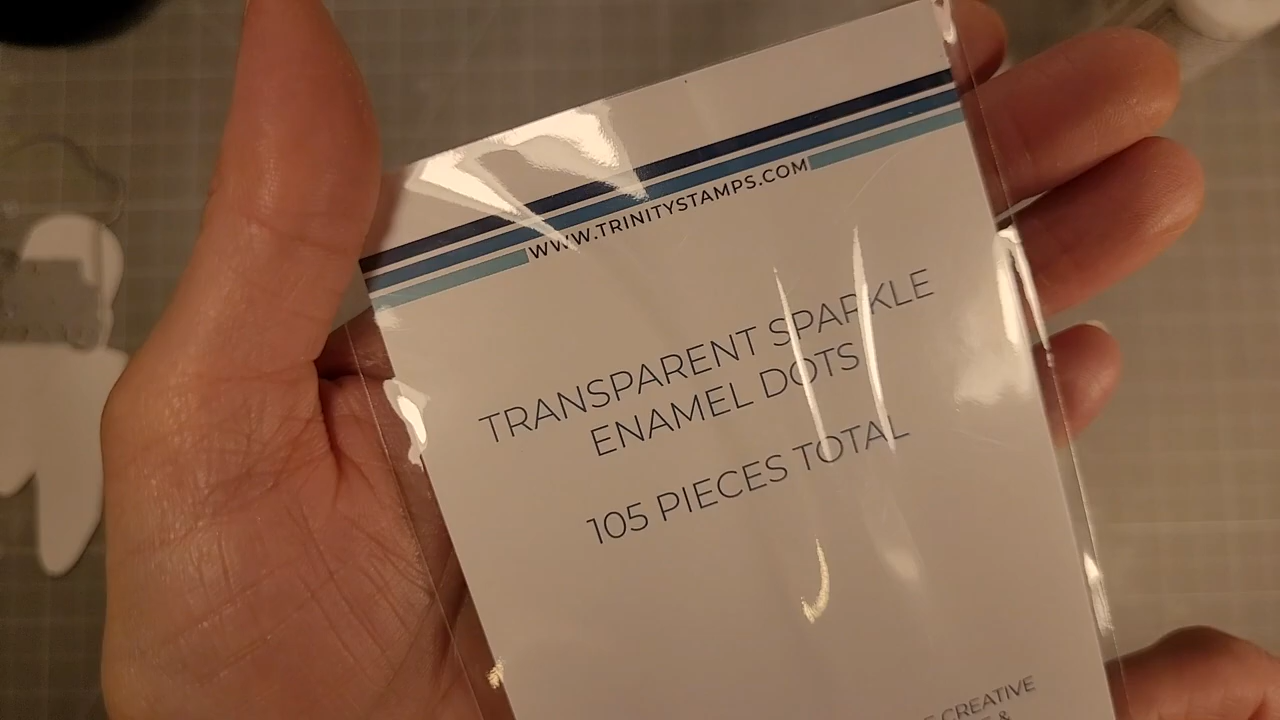 WWW.TRINITYSTAMPS.COM
TRANSPARENT SPARKLE
ENAMEL DOTS
105 PIECES TOTAL
CREATIVE
&